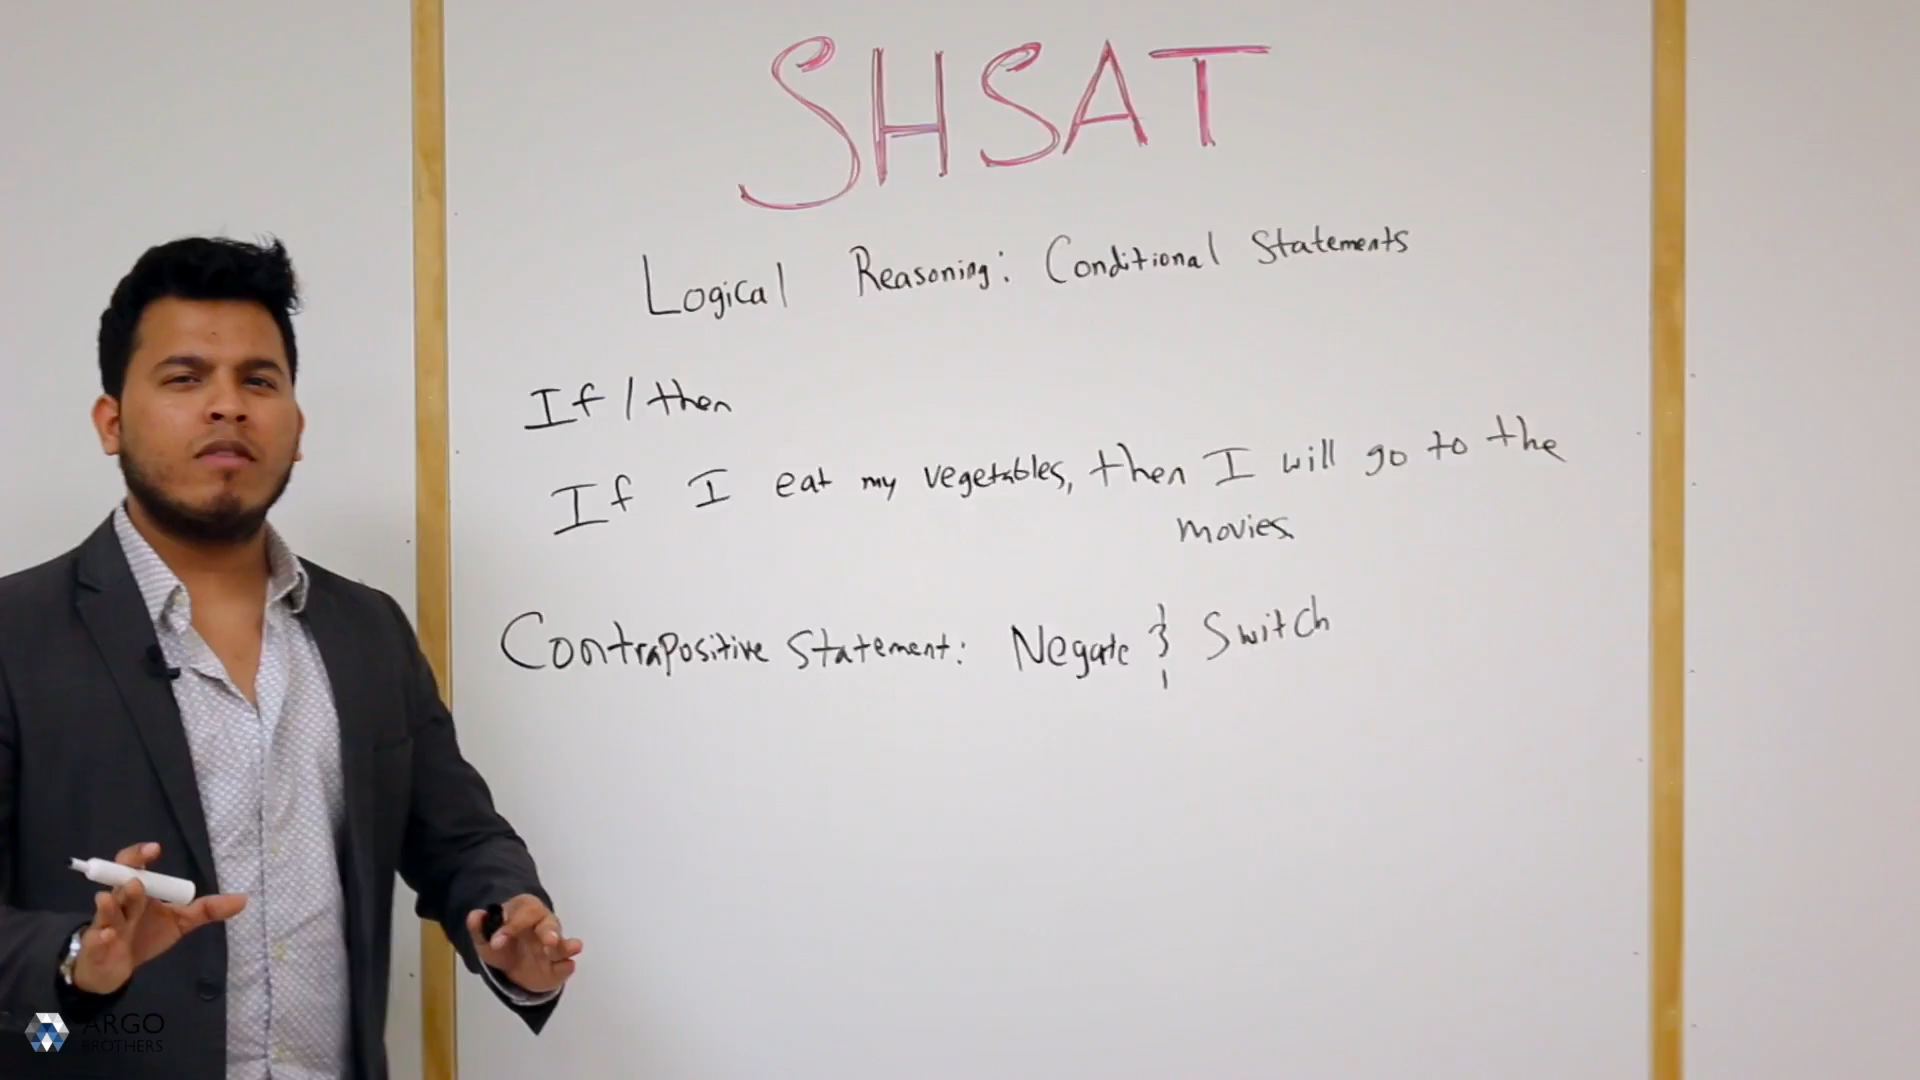 SHSAT
Logical Reasoning: Conditional Statements
If / then
If I eat my vegetables, then I will go to the
movies.
Contrapositive Statement: Negate & Switch
ARGO
BROTHERS